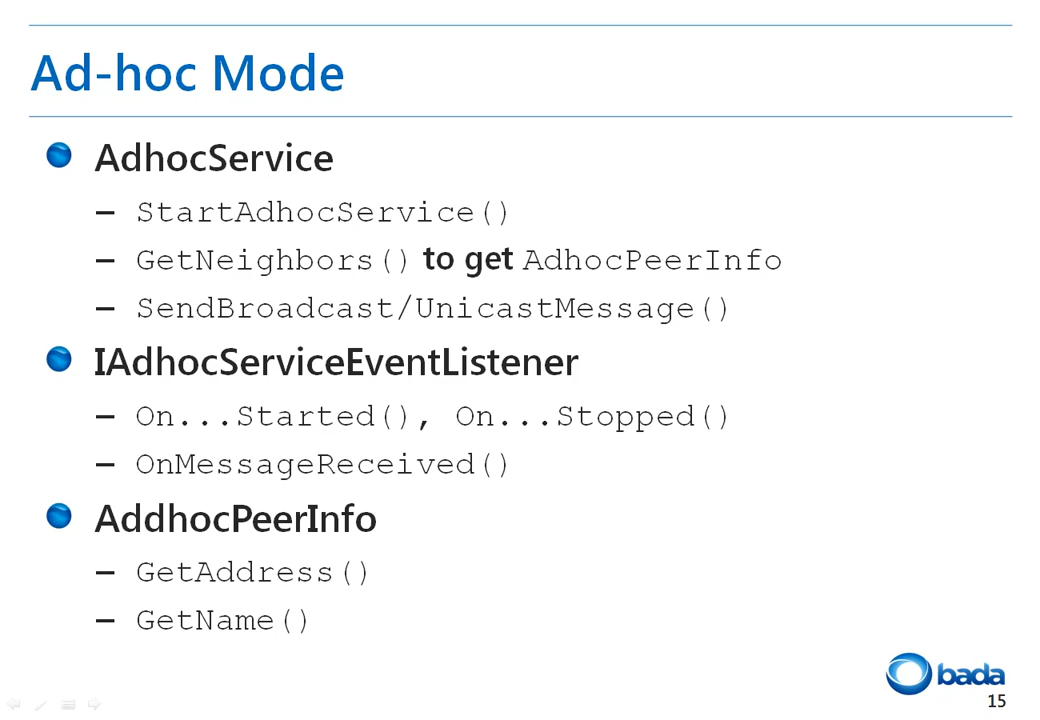 Ad-hoc Mode
AdhocService
– StartAdhocService()
– GetNeighbors() to get AdhocPeerInfo
– SendBroadcast/UnicastMessage()
IAdhocServiceEventListener
– On...Started(), On...Stopped()
– OnMessageReceived()
AddhocPeerInfo
– GetAddress()
– GetName()
bada
15